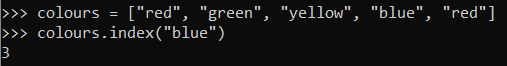 >>> colours = ["red", "green", "yellow", "blue", "red"]
>>> colours.index("blue")
3